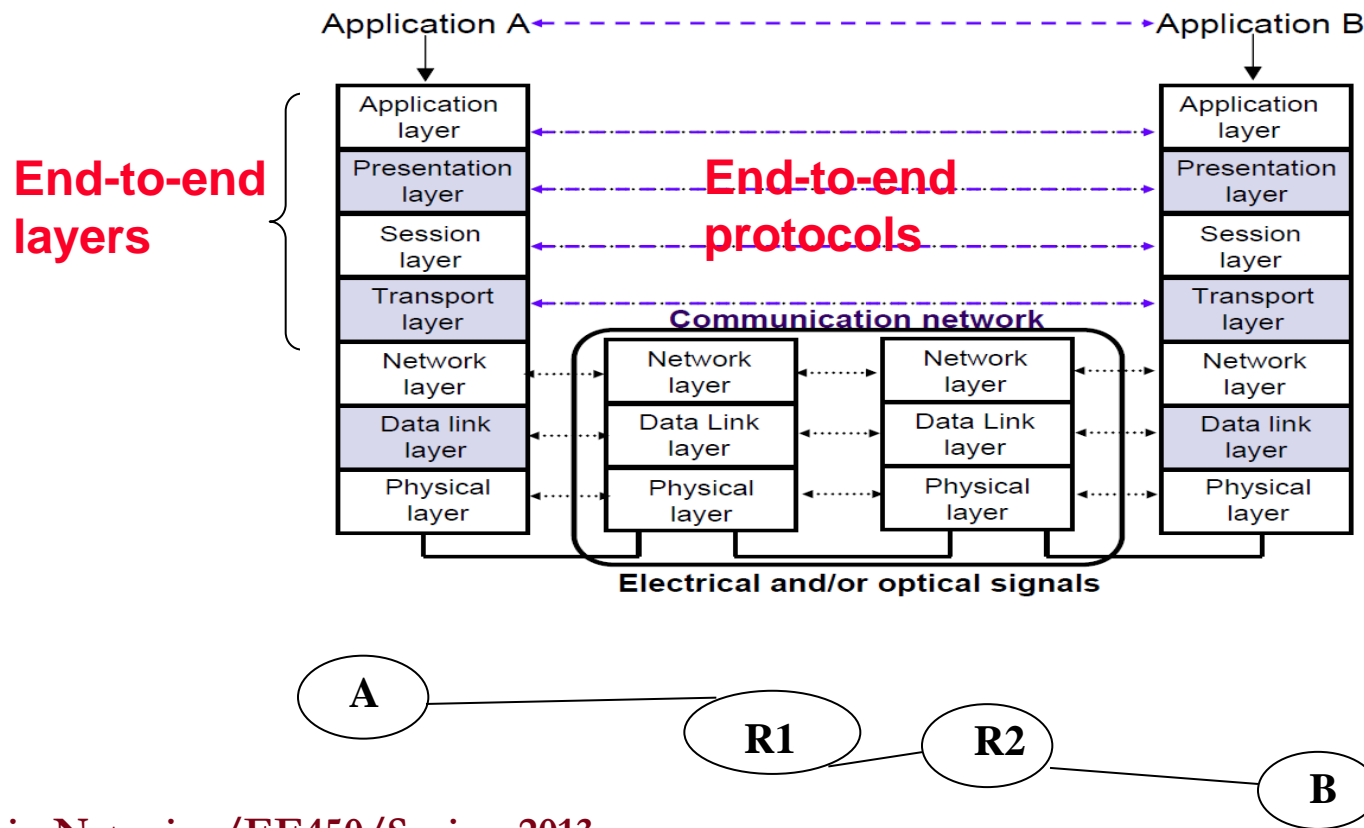 Application A
Application B
Application
layer
Presentation
layer
Session
layer
Transport
layer
Network
layer
Data link
layer
Physical
layer
End-to-end
layers
End-to-end
protocols
Communication network
Network
layer
Data Link
layer
Physical
layer
Network
layer
Data Link
layer
Physical
layer
Electrical and/or optical signals
Application
layer
Presentation
layer
Session
layer
Transport
layer
Network
layer
Data link
layer
Physical
layer
A
R1
R2
B